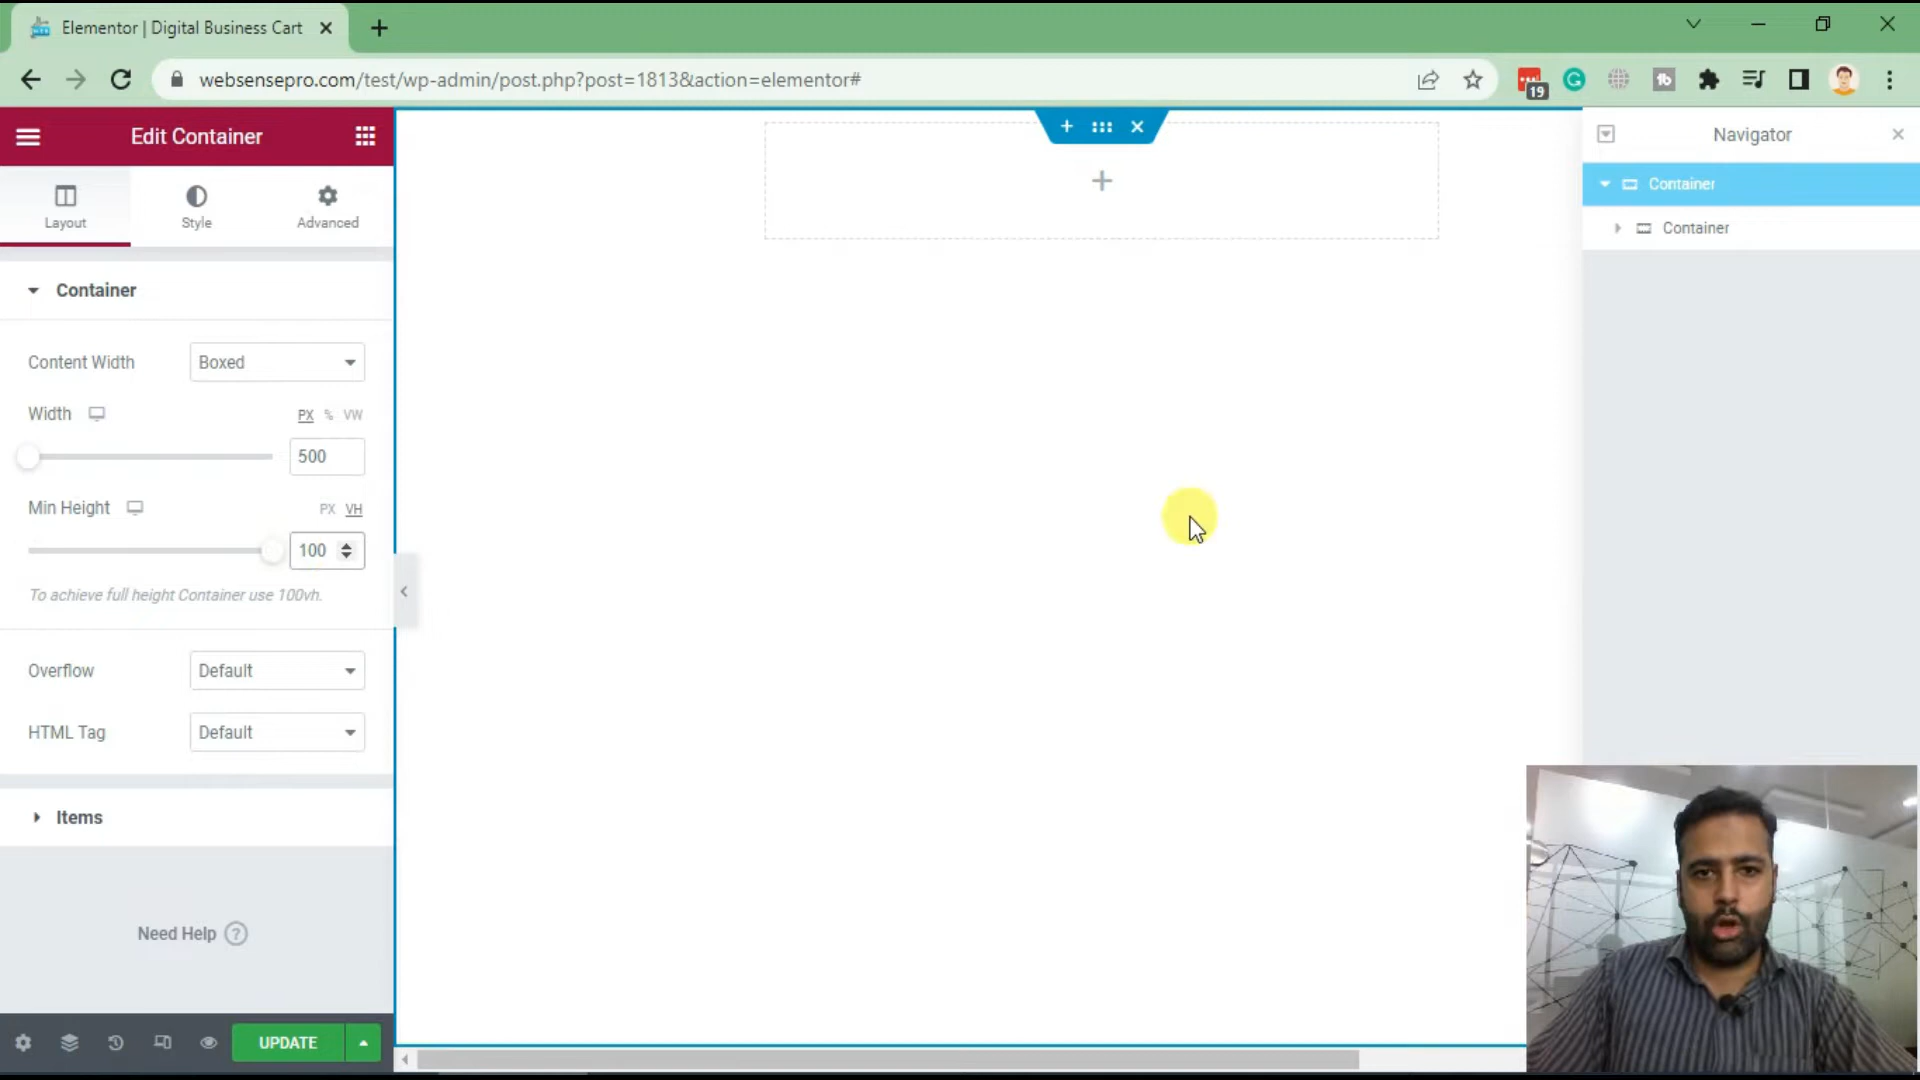 Elementor | Digital Business Cart
websensepro.com/test/wp-admin/post.php?post=1813&action=elementor#
19
Edit Container
Layout
Style
Advanced
Container
Content Width
Boxed
Width
PX % VW
500
Min Height
PX VH
100
To achieve full height Container use 100vh.
Overflow
Default
HTML Tag
Default
Items
Need Help ?
UPDATE
Navigator
Container
Container